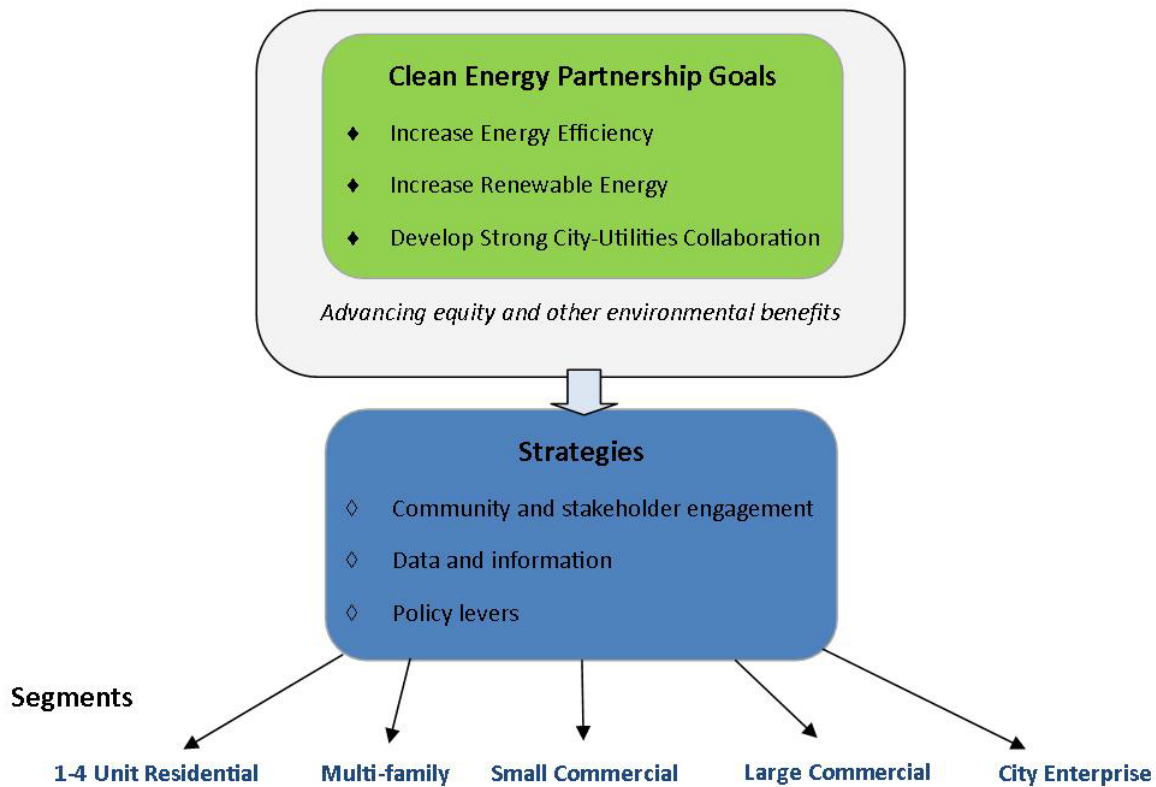 Clean Energy Partnership Goals
♦ Increase Energy Efficiency
♦ Increase Renewable Energy
♦ Develop Strong City-Utilities Collaboration
Advancing equity and other environmental benefits
Strategies
◊ Community and stakeholder engagement
◊ Data and information
◊ Policy levers
Segments
1-4 Unit Residential Multi-family Small Commercial Large Commercial City Enterprise